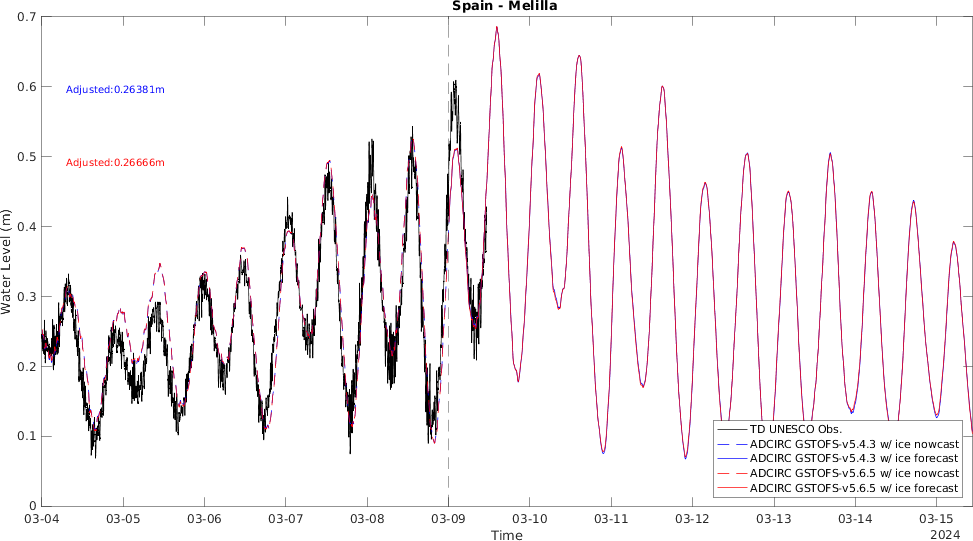 Spain - Melilla
Water Level (m)
0.7
0.6
0.5
0.4
0.3
0.2
0.1
0
Adjusted:0.26381m
Adjusted:0.26666m
TD UNESCO Obs.
ADCIRC GSTOFS-v5.4.3 w/ ice nowcast
ADCIRC GSTOFS-v5.4.3 w/ ice forecast
ADCIRC GSTOFS-v5.6.5 w/ ice nowcast
ADCIRC GSTOFS-v5.6.5 w/ ice forecast
03-04 03-05 03-06 03-07 03-08 03-09 03-10 03-11 03-12 03-13 03-14 03-15
2024
Time